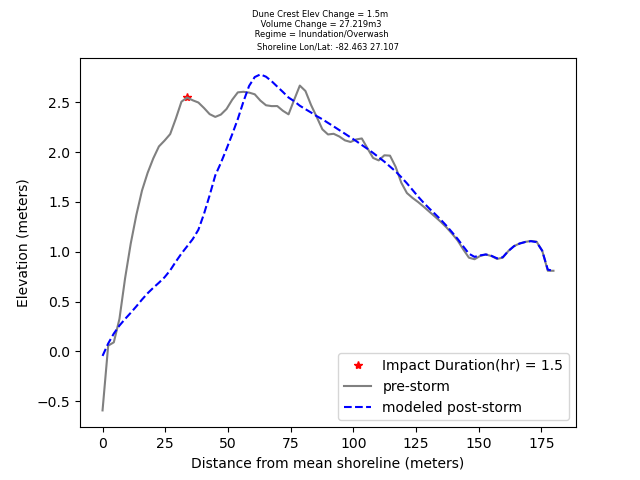 Dune Crest Elev Change = 1.5m
Volume Change = 27.219m3
Regime = Inundation/Overwash
Shoreline Lon/Lat: -82.463 27.107
Elevation (meters)
2.5
2.0
1.5
1.0
0.5
0.0
−0.5
Impact Duration(hr) = 1.5
pre-storm
modeled post-storm
0 25 50 75 100 125 150 175
Distance from mean shoreline (meters)